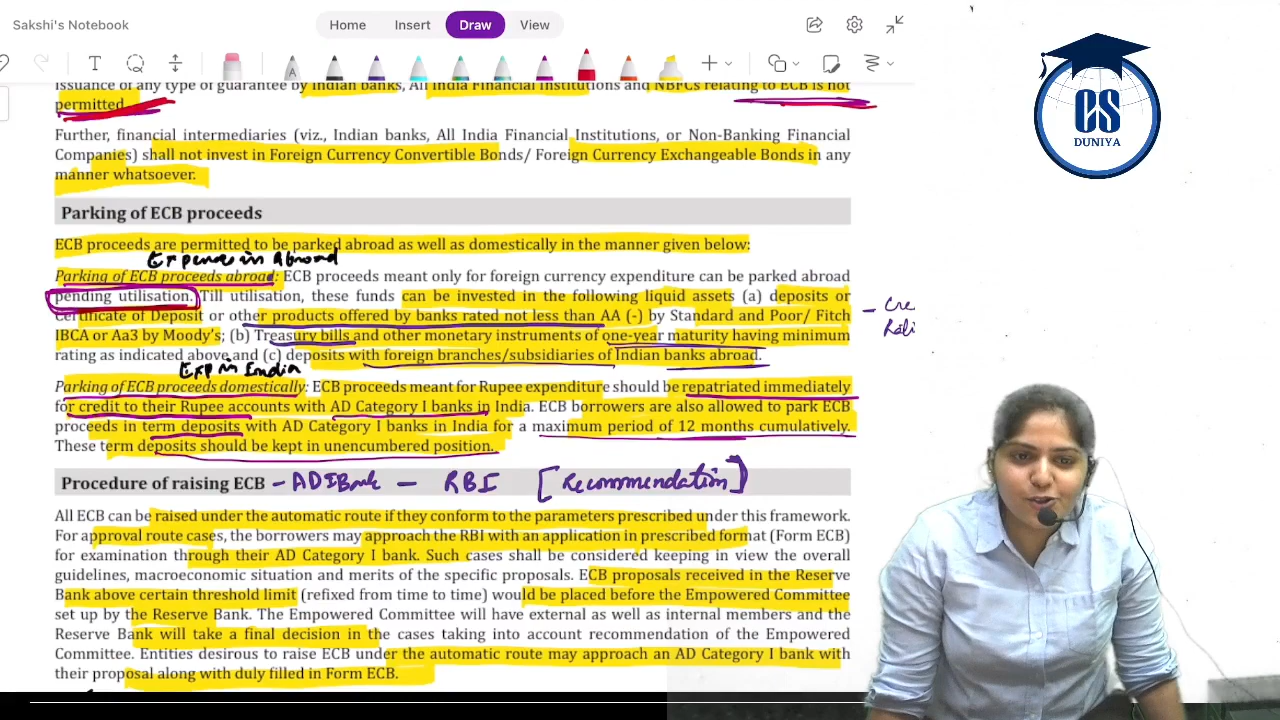 Sakshi's Notebook
Home Insert Draw View
CS
DUNIYA
T
A
issuance of any type of guarantee by Indian banks, All India Financial Institutions and NBFCs relating to ECB is not
permitted.
Further, financial intermediaries (viz., Indian banks, All India Financial Institutions, or Non-Banking Financial
Companies) shall not invest in Foreign Currency Convertible Bonds/ Foreign Currency Exchangeable Bonds in any
manner whatsoever.
Parking of ECB proceeds
ECB proceeds are permitted to be parked abroad as well as domestically in the manner given below:
Expense in Abroad
Parking of ECB proceeds abroad: ECB proceeds meant only for foreign currency expenditure can be parked abroad
pending utilisation. Till utilisation, these funds can be invested in the following liquid assets (a) deposits or
Certificate of Deposit or other products offered by banks rated not less than AA (-) by Standard and Poor/ Fitch
IBCA or Aa3 by Moody's; (b) Treasury bills and other monetary instruments of one-year maturity having minimum
rating as indicated above and (c) deposits with foreign branches/subsidiaries of Indian banks abroad.
- Cre
Rati
Exp in India
Parking of ECB proceeds domestically: ECB proceeds meant for Rupee expenditure should be repatriated immediately
for credit to their Rupee accounts with AD Category I banks in India. ECB borrowers are also allowed to park ECB
proceeds in term deposits with AD Category I banks in India for a maximum period of 12 months cumulatively.
These term deposits should be kept in unencumbered position.
Procedure of raising ECB - ADIBank - RBI [Recommendation]
All ECB can be raised under the automatic route if they conform to the parameters prescribed under this framework.
For approval route cases, the borrowers may approach the RBI with an application in prescribed format (Form ECB)
for examination through their AD Category I bank. Such cases shall be considered keeping in view the overall
guidelines, macroeconomic situation and merits of the specific proposals. ECB proposals received in the Reserve
Bank above certain threshold limit (refixed from time to time) would be placed before the Empowered Committee
set up by the Reserve Bank. The Empowered Committee will have external as well as internal members and the
Reserve Bank will take a final decision in the cases taking into account recommendation of the Empowered
Committee. Entities desirous to raise ECB under the automatic route may approach an AD Category I bank with
their proposal along with duly filled in Form ECB.